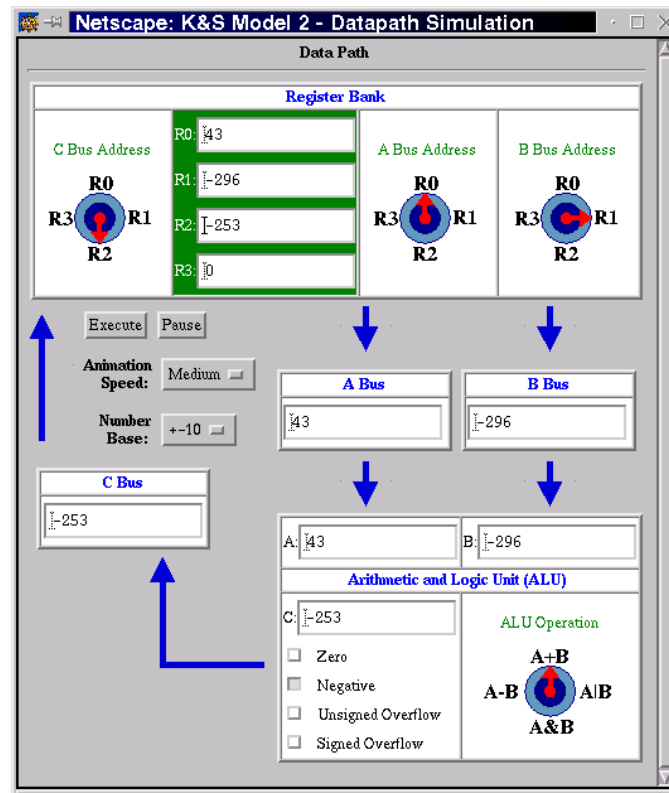 Netscape: K&S Model 2 - Datapath Simulation
Data Path
Register Bank
C Bus Address
R0
R3 R1
R2
R0: 43
R1: -296
R2: -253
R3: 0
A Bus Address
R0
R3 R1
R2
B Bus Address
R0
R3 R1
R2
Execute Pause
Animation
Speed: Medium
Number
Base: +-10
A Bus
43
B Bus
-296
C Bus
-253
A: 43 B: -296
Arithmetic and Logic Unit (ALU)
C: -253
Zero
Negative
Unsigned Overflow
Signed Overflow
ALU Operation
A+B
A-B A|B
A&B